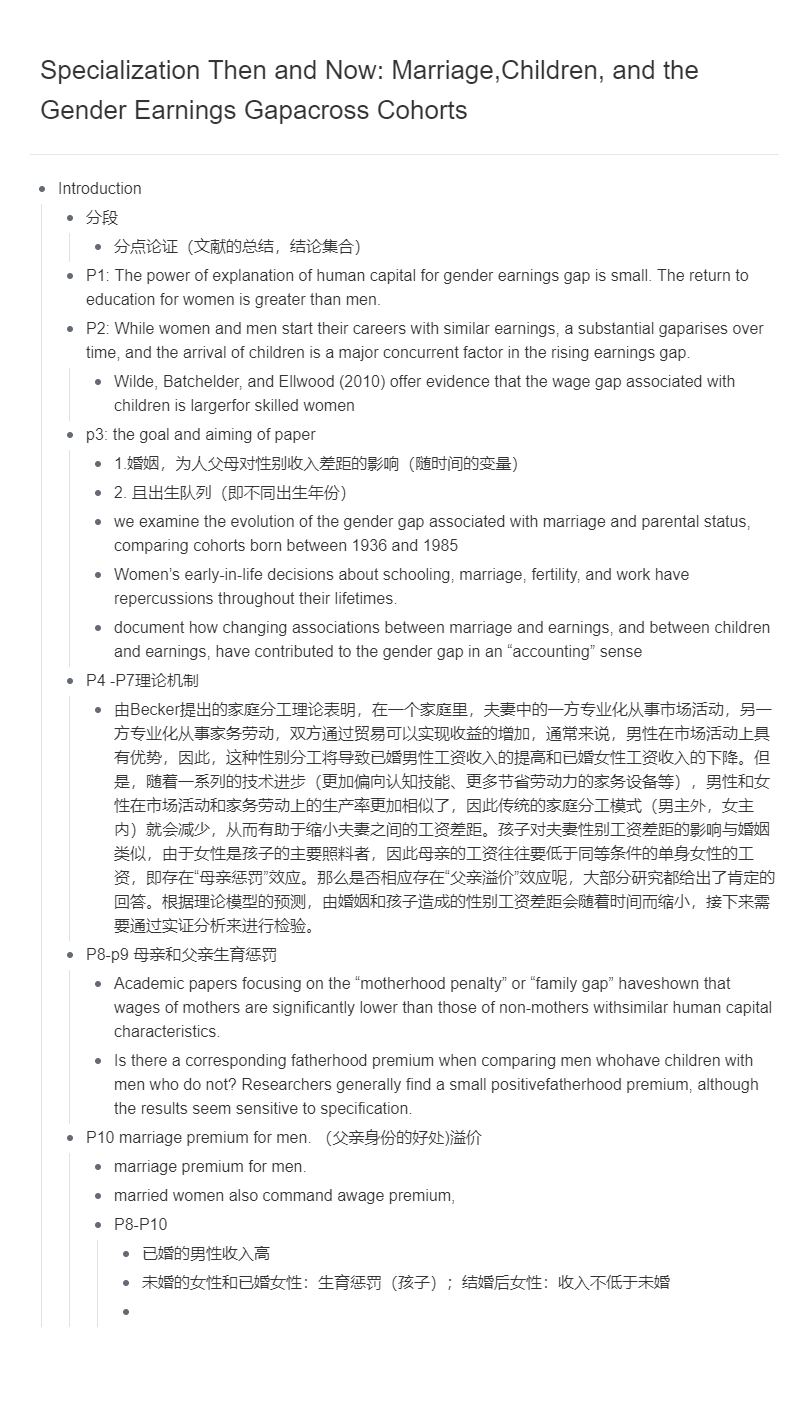 Specialization Then and Now: Marriage,Children, and the
Gender Earnings Gapacross Cohorts
Introduction
分段
分点论证（文献的总结，结论集合）
P1: The power of explanation of human capital for gender earnings gap is small. The return to
education for women is greater than men.
P2: While women and men start their careers with similar earnings, a substantial gaparises over
time, and the arrival of children is a major concurrent factor in the rising earnings gap.
Wilde, Batchelder, and Ellwood (2010) offer evidence that the wage gap associated with
children is largerfor skilled women
p3: the goal and aiming of paper
1.婚姻，为人父母对性别收入差距的影响（随时间的变量）
2. 且出生队列（即不同出生年份）
we examine the evolution of the gender gap associated with marriage and parental status,
comparing cohorts born between 1936 and 1985
Women’s early-in-life decisions about schooling, marriage, fertility, and work have
repercussions throughout their lifetimes.
document how changing associations between marriage and earnings, and between children
and earnings, have contributed to the gender gap in an “accounting” sense
P4 -P7理论机制
由Becker提出的家庭分工理论表明，在一个家庭里，夫妻中的一方专业化从事市场活动，另一
方专业化从事家务劳动，双方通过贸易可以实现收益的增加，通常来说，男性在市场活动上具
有优势，因此，这种性别分工将导致已婚男性工资收入的提高和已婚女性工资收入的下降。但
是，随着一系列的技术进步（更加偏向认知技能、更多节省劳动力的家务设备等），男性和女
性在市场活动和家务劳动上的生产率更加相似了，因此传统的家庭分工模式（男主外，女主
内）就会减少，从而有助于缩小夫妻之间的工资差距。孩子对夫妻性别工资差距的影响与婚姻
类似，由于女性是孩子的主要照料者，因此母亲的工资往往要低于同等条件的单身女性的工
资，即存在“母亲惩罚”效应。那么是否相应存在“父亲溢价”效应呢，大部分研究都给出了肯定的
回答。根据理论模型的预测，由婚姻和孩子造成的性别工资差距会随着时间而缩小，接下来需
要通过实证分析来进行检验。
P8-p9 母亲和父亲生育惩罚
Academic papers focusing on the “motherhood penalty” or “family gap” haveshown that
wages of mothers are significantly lower than those of non-mothers withsimilar human capital
characteristics.
Is there a corresponding fatherhood premium when comparing men whohave children with
men who do not? Researchers generally find a small positivefatherhood premium, although
the results seem sensitive to specification.
P10 marriage premium for men. （父亲身份的好处)溢价
marriage premium for men.
married women also command awage premium,
P8-P10
已婚的男性收入高
未婚的女性和已婚女性：生育惩罚（孩子）；结婚后女性：收入不低于未婚